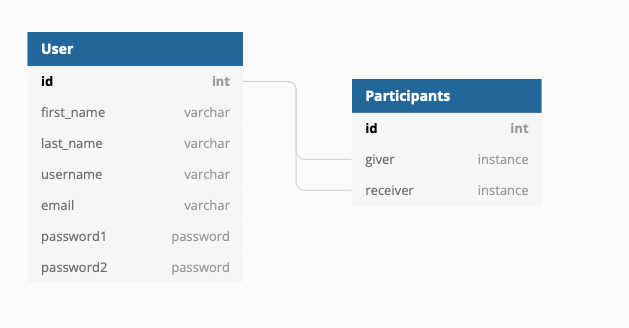 User
id int
first_name varchar
last_name varchar
username varchar
email varchar
password1 password
password2 password
Participants
id int
giver instance
receiver instance